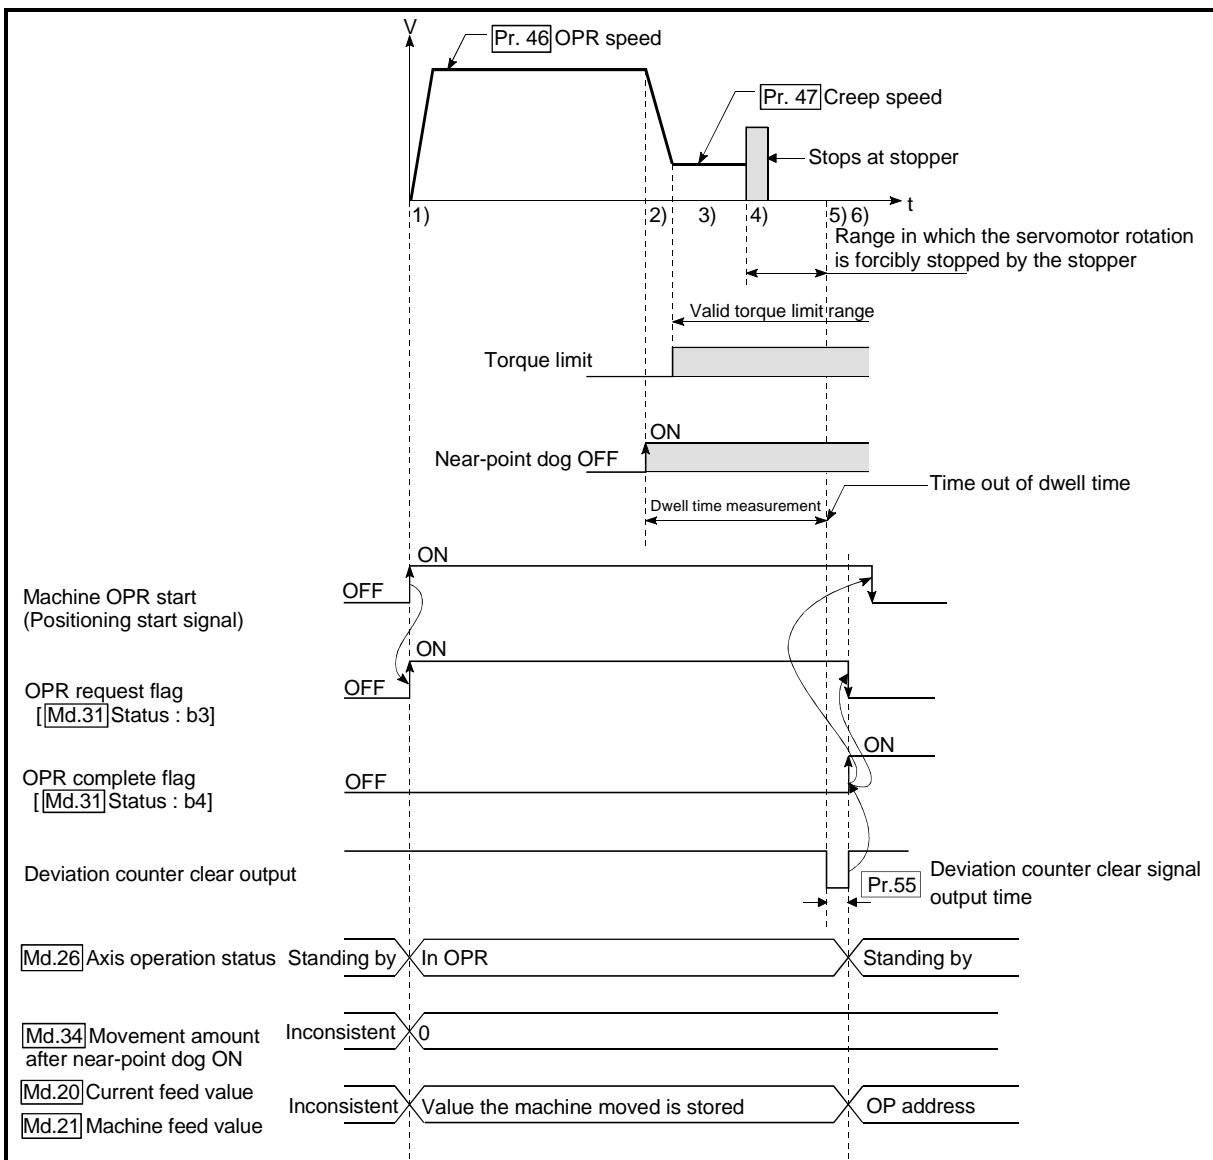 V
Pr. 46 OPR speed
Pr. 47 Creep speed
Stops at stopper
t
1) 2) 3) 4) 5) 6)
Range in which the servomotor rotation
is forcibly stopped by the stopper
Valid torque limit range
Torque limit
ON
Near-point dog OFF
Time out of dwell time
Dwell time measurement
ON
OFF
Machine OPR start
(Positioning start signal)
ON
OFF
OPR request flag
[ Md.31 Status : b3]
ON
OFF
OPR complete flag
[ Md.31 Status : b4]
Deviation counter clear output
Pr.55 Deviation counter clear signal
output time
Md.26 Axis operation status Standing by In OPR Standing by
Md.34 Movement amount Inconsistent 0
after near-point dog ON
Md.20 Current feed value
Inconsistent Value the machine moved is stored OP address
Md.21 Machine feed value